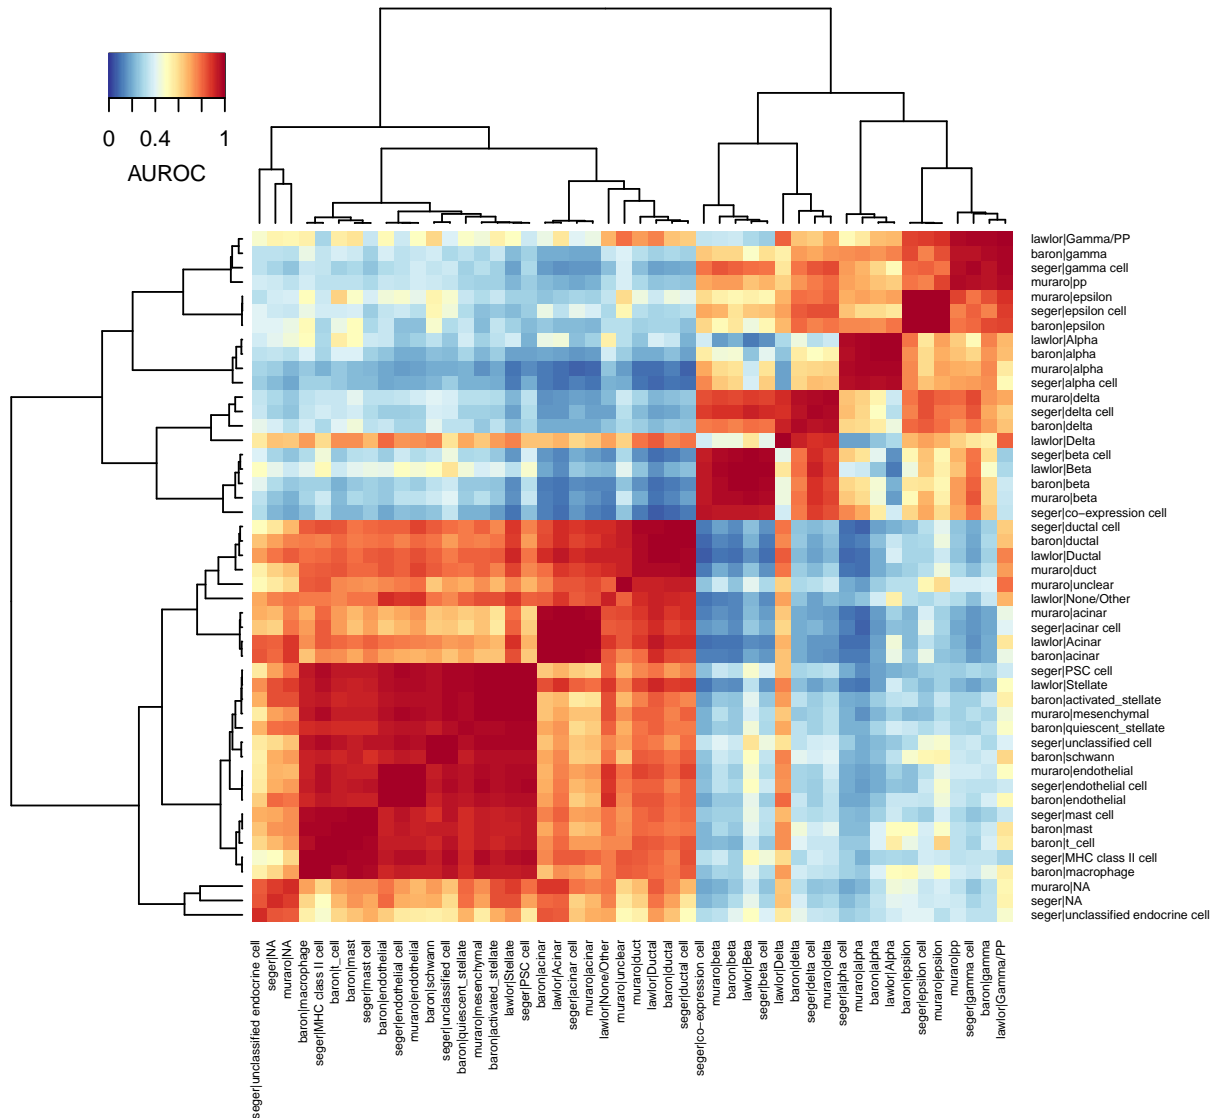 0 0.4 1
AUROC
lawlor|Gamma/PP
baron|gamma
seger|gamma cell
muraro|pp
muraro|epsilon
seger|epsilon cell
baron|epsilon
lawlor|Alpha
baron|alpha
muraro|alpha
seger|alpha cell
muraro|delta
seger|delta cell
baron|delta
lawlor|Delta
seger|beta cell
lawlor|Beta
baron|beta
muraro|beta
seger|co−expression cell
seger|ductal cell
baron|ductal
lawlor|Ductal
muraro|duct
muraro|unclear
lawlor|None/Other
muraro|acinar
seger|acinar cell
lawlor|Acinar
baron|acinar
seger|PSC cell
lawlor|Stellate
baron|activated_stellate
muraro|mesenchymal
baron|quiescent_stellate
seger|unclassified cell
baron|schwann
muraro|endothelial
seger|endothelial cell
baron|endothelial
seger|mast cell
baron|mast
baron|t_cell
seger|MHC class II cell
baron|macrophage
muraro|NA
seger|NA
seger|unclassified endocrine cell
seger|unclassified endocrine cell
seger|NA
muraro|NA
baron|macrophage
seger|MHC class II cell
baron|t_cell
baron|mast
seger|mast cell
baron|endothelial
seger|endothelial cell
muraro|endothelial
baron|schwann
seger|unclassified cell
baron|quiescent_stellate
muraro|mesenchymal
baron|activated_stellate
lawlor|Stellate
seger|PSC cell
baron|acinar
lawlor|Acinar
seger|acinar cell
muraro|acinar
lawlor|None/Other
muraro|unclear
muraro|duct
lawlor|Ductal
baron|ductal
seger|ductal cell
seger|co−expression cell
muraro|beta
baron|beta
lawlor|Beta
seger|beta cell
lawlor|Delta
baron|delta
seger|delta cell
muraro|delta
seger|alpha cell
muraro|alpha
baron|alpha
lawlor|Alpha
baron|epsilon
seger|epsilon cell
muraro|epsilon
muraro|pp
seger|gamma cell
baron|gamma
lawlor|Gamma/PP